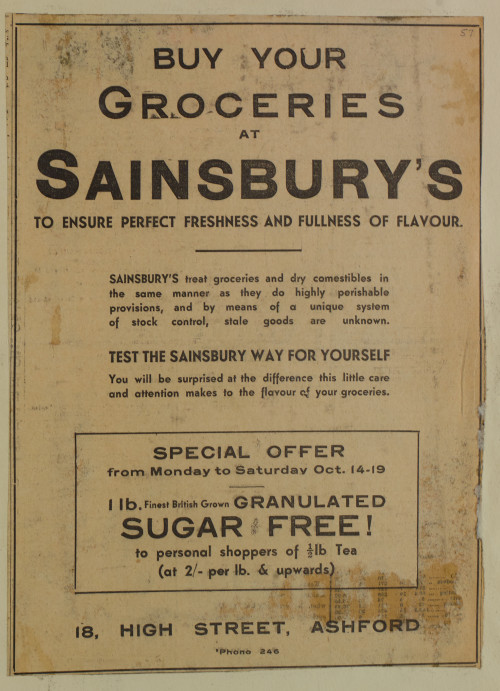 57
BUY YOUR
GROCERIES
AT
SAINSBURY'S
TO ENSURE PERFECT FRESHNESS AND FULLNESS OF FLAVOUR.
SAINSBURY'S treat groceries and dry comestibles in
the same manner as they do highly perishable
provisions, and by means of a unique system
of stock control, stale goods are unknown.
TEST THE SAINSBURY WAY FOR YOURSELF
You will be surprised at the difference this little care
and attention makes to the flavour of your groceries.
SPECIAL OFFER
from Monday to Saturday Oct. 14-19
1 lb. Finest British Grown GRANULATED
SUGAR FREE!
to personal shoppers of ½lb Tea
(at 2/- per lb. & upwards)
18, HIGH STREET, ASHFORD
'Phone 246